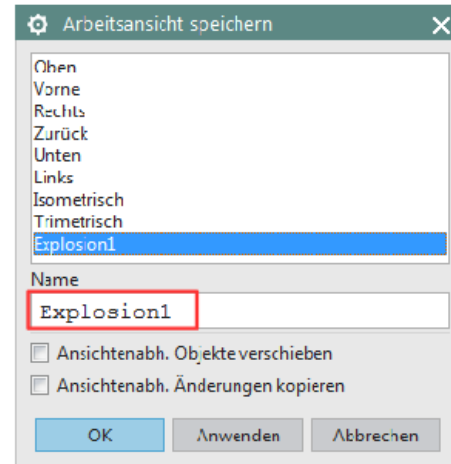 Arbeitsansicht speichern
Oben
Vorne
Rechts
Zurück
Unten
Links
Isometrisch
Trimetrisch
Explosion1
Name
Explosion1
Ansichtenabh. Objekte verschieben
Ansichtenabh. Änderungen kopieren
OK Anwenden Abbrechen